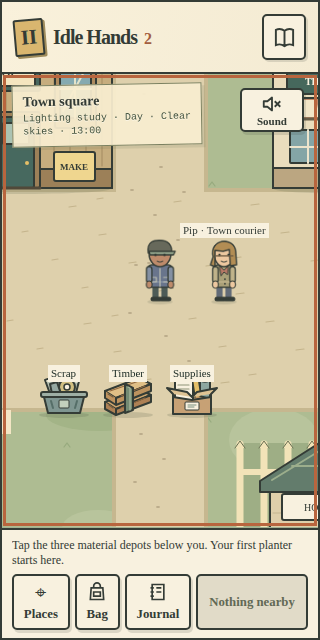 II
Idle Hands 2
Town square
Lighting study · Day · Clear
skies · 13:00
Sound
MAKE
Pip · Town courier
Scrap
Timber
Supplies
Tap the three material depots below you. Your first planter
starts here.
Places
Bag
Journal
Nothing nearby